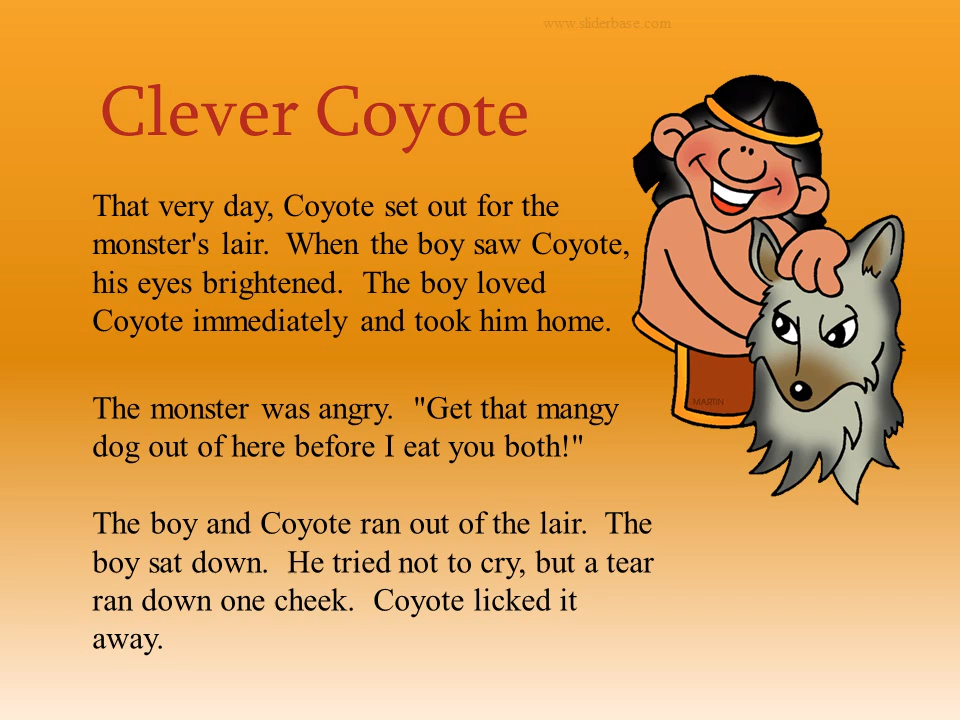 www.sliderbase.com
Clever Coyote
That very day, Coyote set out for the
monster's lair.  When the boy saw Coyote,
his eyes brightened.  The boy loved
Coyote immediately and took him home.
The monster was angry.  "Get that mangy
dog out of here before I eat you both!"
MARTIN
The boy and Coyote ran out of the lair.  The
boy sat down.  He tried not to cry, but a tear
ran down one cheek.  Coyote licked it
away.